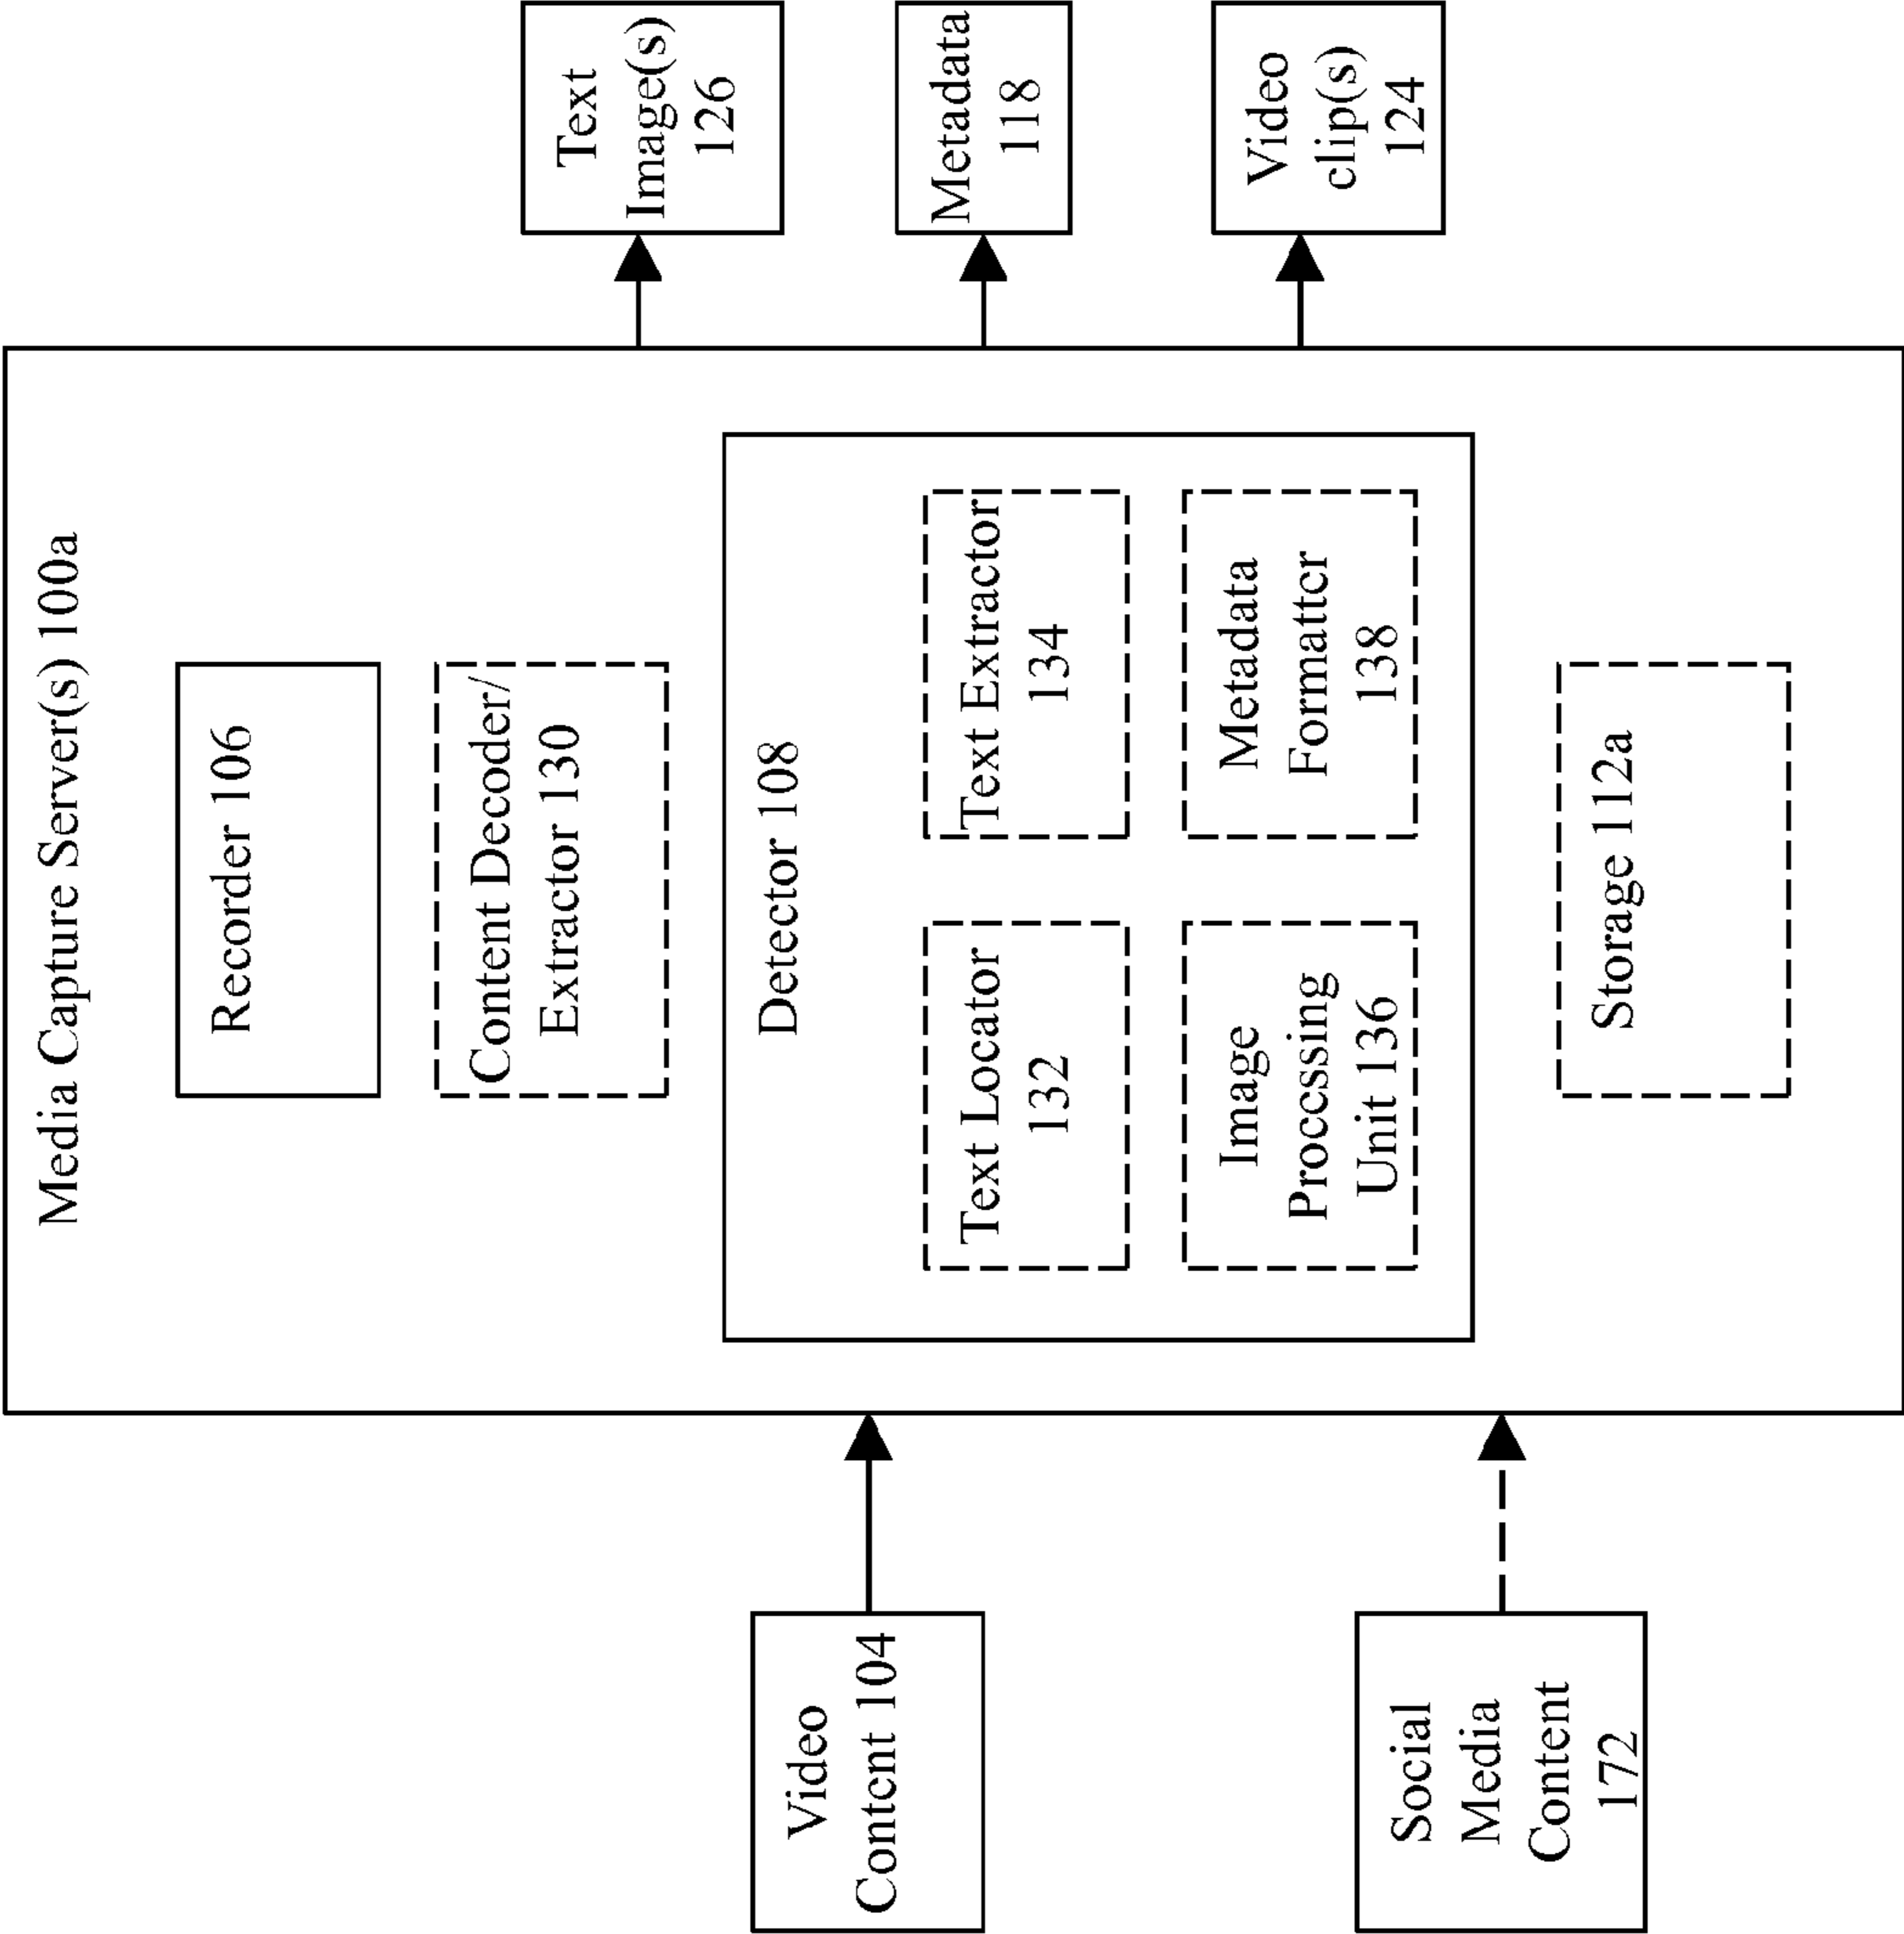 Media Capture Server(s) 100a
Recorder 106
Content Decoder/
Extractor 130
Detector 108
Text Locator
132
Text Extractor
134
Image
Processing
Unit 136
Metadata
Formatter
138
Storage 112a
Video
Content 104
Social
Media
Content
172
Text
Image(s)
126
Metadata
118
Video
clip(s)
124